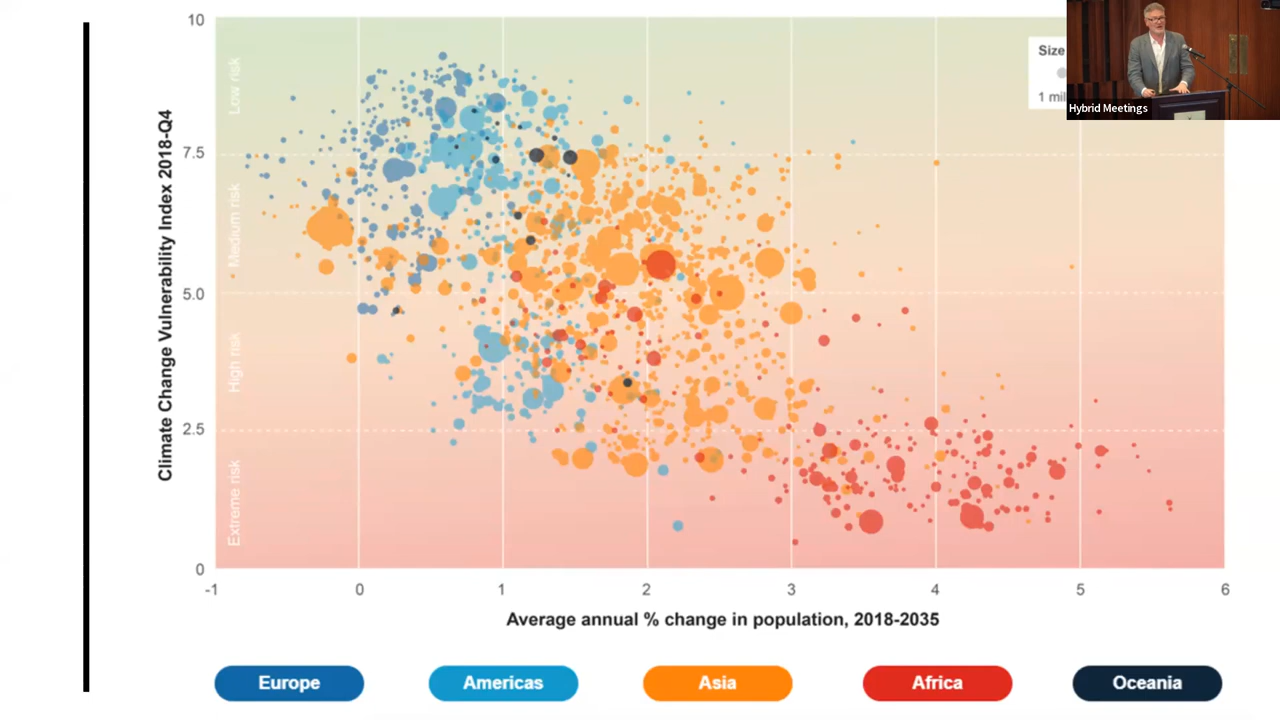 Climate Change Vulnerability Index 2018-Q4
10
7.5
5.0
2.5
0
Low risk
Medium risk
High risk
Extreme risk
Size
1 mil
Hybrid Meetings
-1
0
1
2
3
4
5
6
Average annual % change in population, 2018-2035
Europe
Americas
Asia
Africa
Oceania